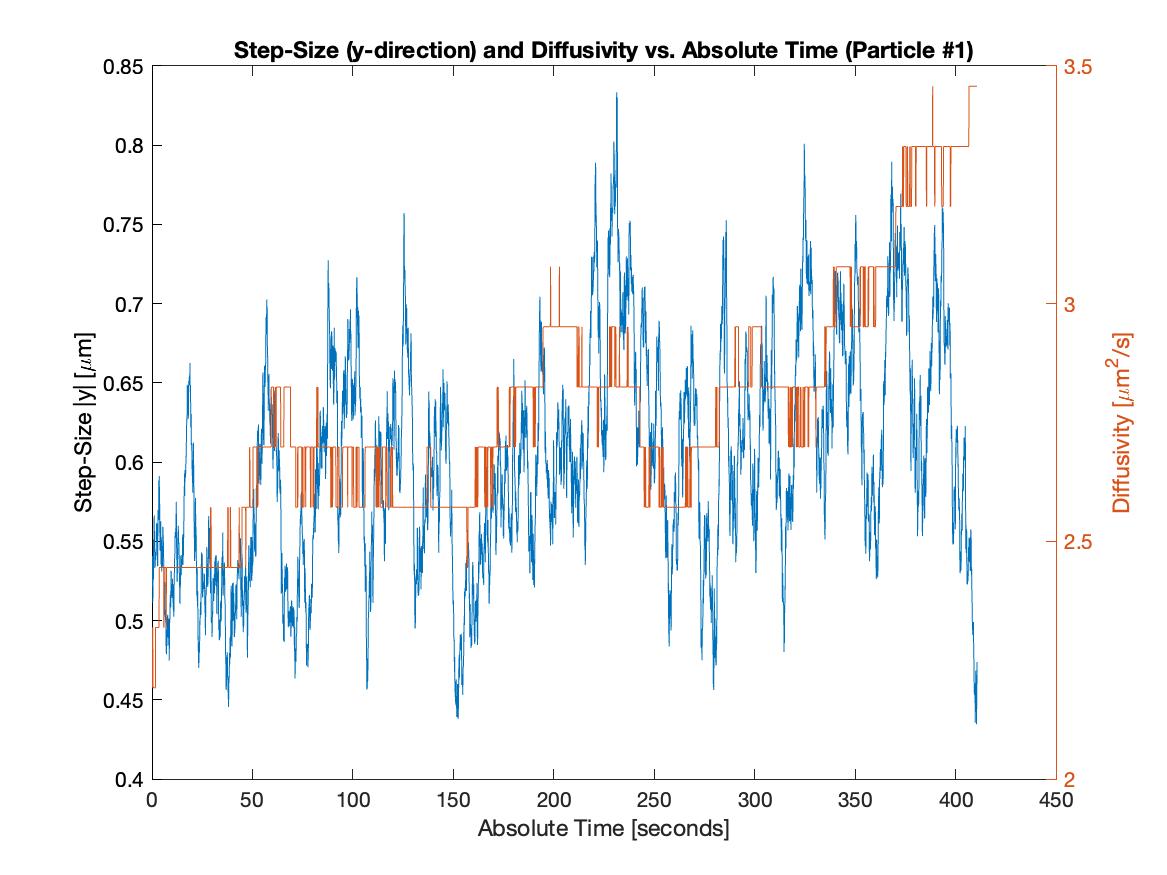 Step-Size (y-direction) and Diffusivity vs. Absolute Time (Particle #1)
0.85
0.8
0.75
0.7
0.65
0.6
0.55
0.5
0.45
0.4
Step-Size |y| [μm]
3.5
3
2.5
2
Diffusivity [μm²/s]
0 50 100 150 200 250 300 350 400 450
Absolute Time [seconds]